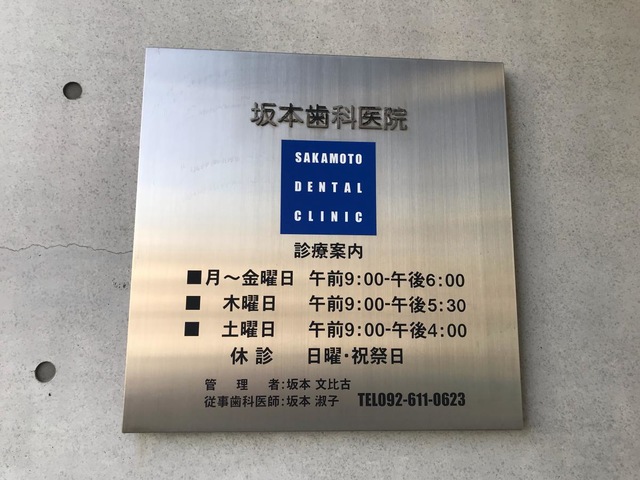 坂本歯科医院
SAKAMOTO
DENTAL
CLINIC
診療案内
■月～金曜日 午前9:00-午後6:00
■ 木曜日 午前9:00-午後5:30
■ 土曜日 午前9:00-午後4:00
休診 日曜・祝祭日
管理者:坂本 文比古
従事歯科医師:坂本 淑子 TEL092-611-0623